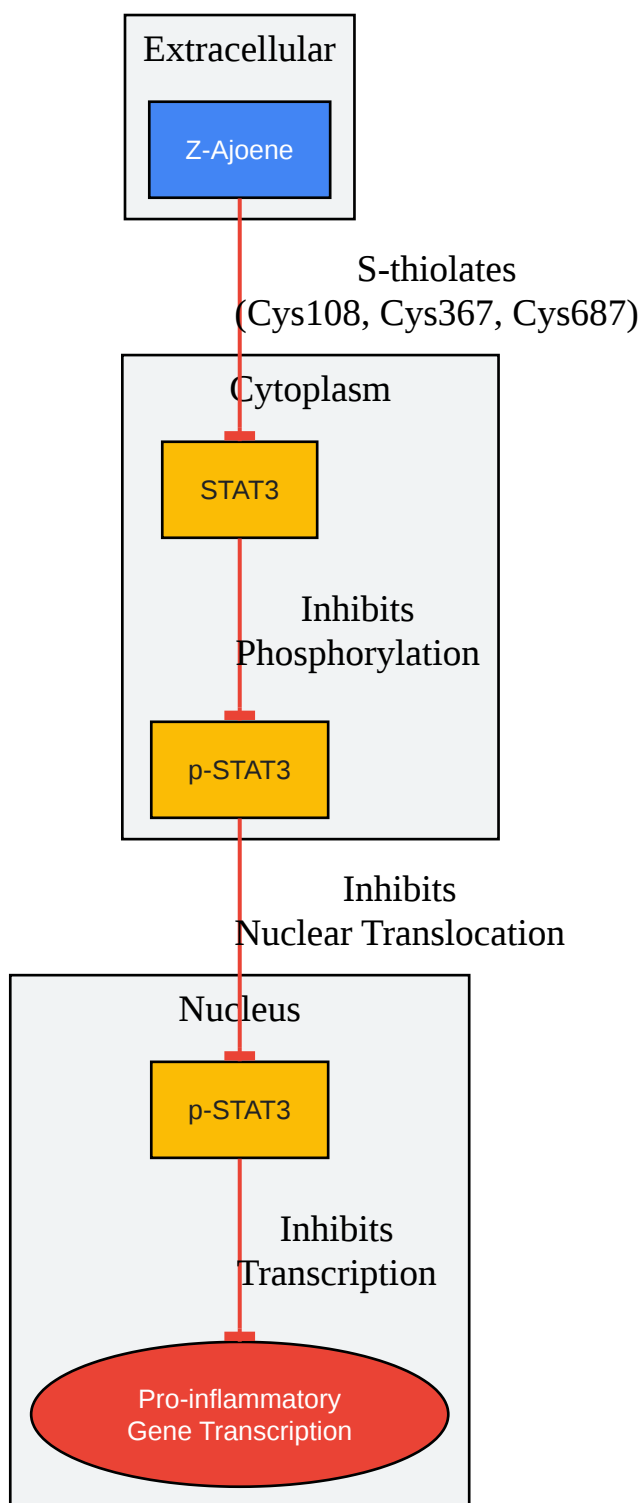 Extracellular
Z-Ajoene
S-thiolates
(Cys108, Cys367, Cys687)
Cytoplasm
STAT3
Inhibits
Phosphorylation
p-STAT3
Inhibits
Nuclear Translocation
Nucleus
p-STAT3
Inhibits
Transcription
Pro-inflammatory
Gene Transcription